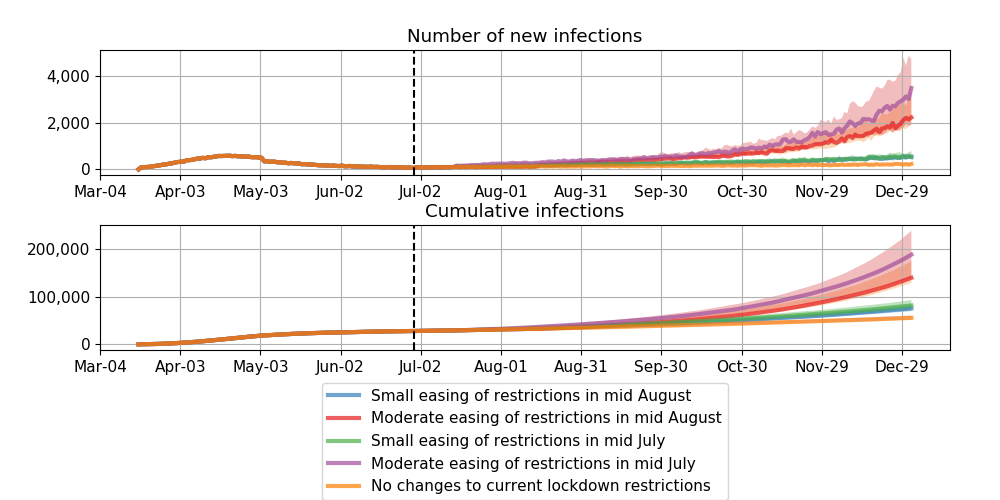 Number of new infections
4,000
2,000
0
Mar-04 Apr-03 May-03 Jun-02 Jul-02 Aug-01 Aug-31 Sep-30 Oct-30 Nov-29 Dec-29
Cumulative infections
200,000
100,000
0
Mar-04 Apr-03 May-03 Jun-02 Jul-02 Aug-01 Aug-31 Sep-30 Oct-30 Nov-29 Dec-29
Small easing of restrictions in mid August
Moderate easing of restrictions in mid August
Small easing of restrictions in mid July
Moderate easing of restrictions in mid July
No changes to current lockdown restrictions